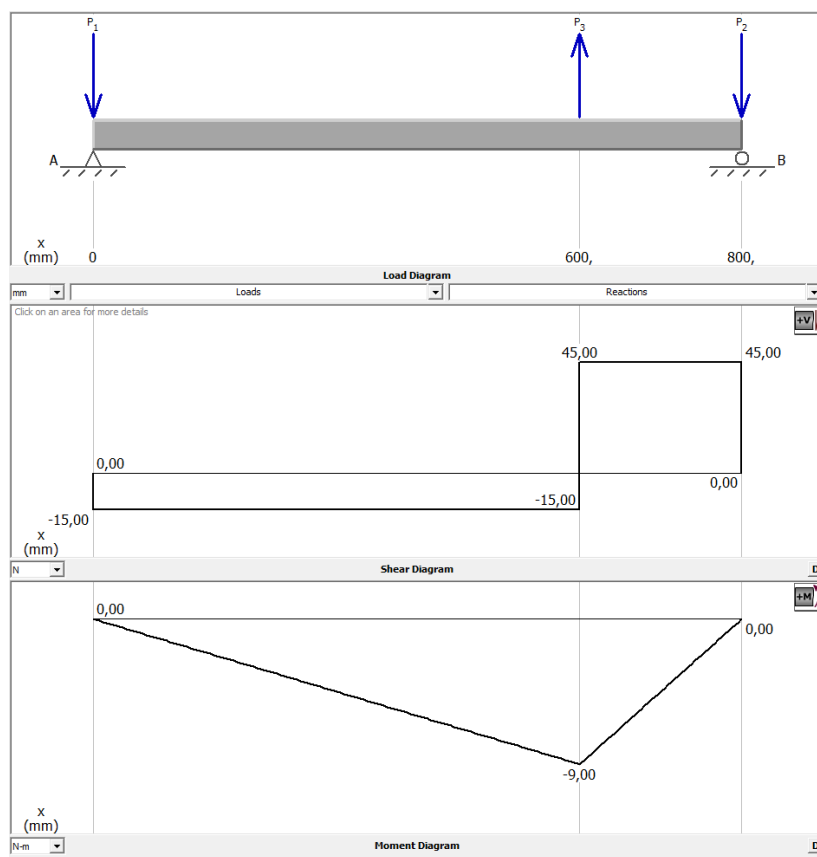 P1 P3 P2
A B
x
(mm) 0 600, 800,
Load Diagram
mm Loads Reactions
Click on an area for more details
+V
45,00 45,00
0,00
-15,00 0,00
-15,00
x
(mm)
N Shear Diagram
+M
0,00
0,00
-9,00
x
(mm)
N-m Moment Diagram